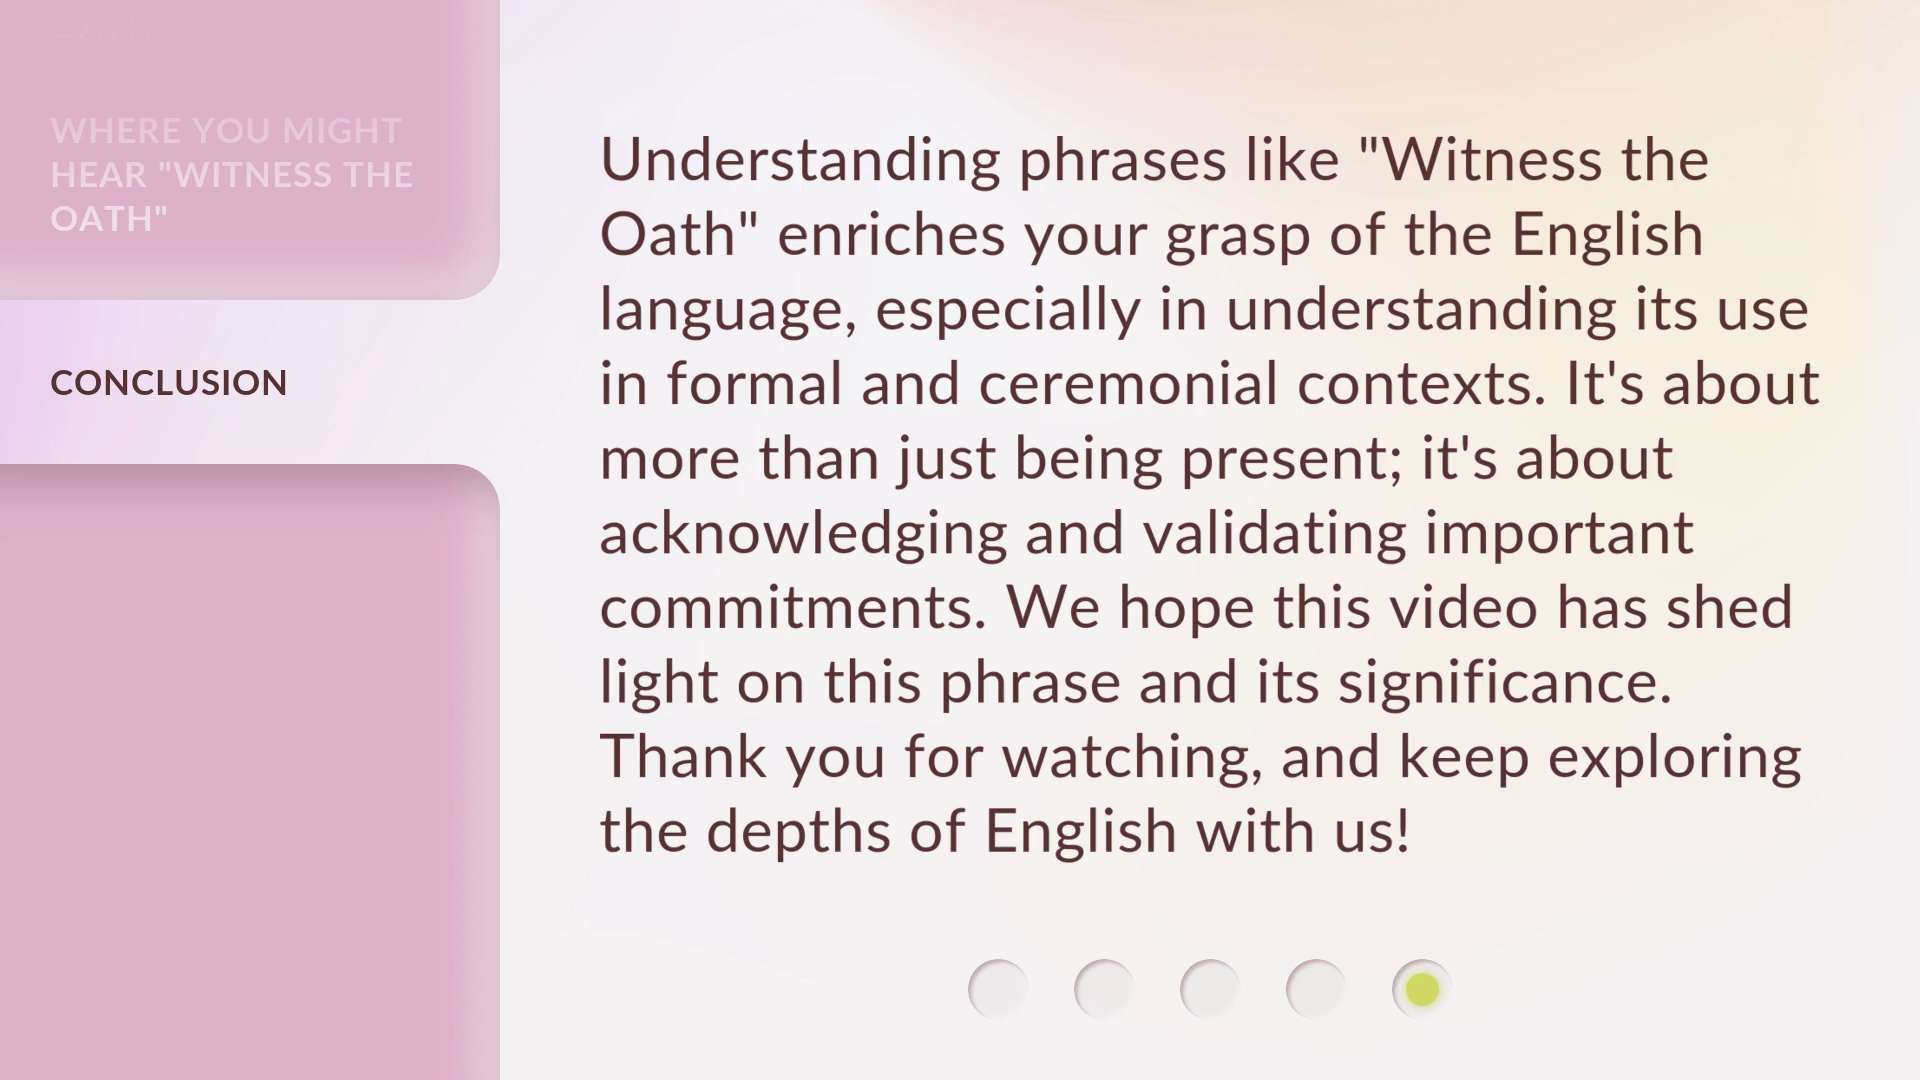 OATH
WHERE YOU MIGHT
HEAR "WITNESS THE
OATH"
CONCLUSION
Understanding phrases like "Witness the
Oath" enriches your grasp of the English
language, especially in understanding its use
in formal and ceremonial contexts. It's about
more than just being present; it's about
acknowledging and validating important
commitments. We hope this video has shed
light on this phrase and its significance.
Thank you for watching, and keep exploring
the depths of English with us!